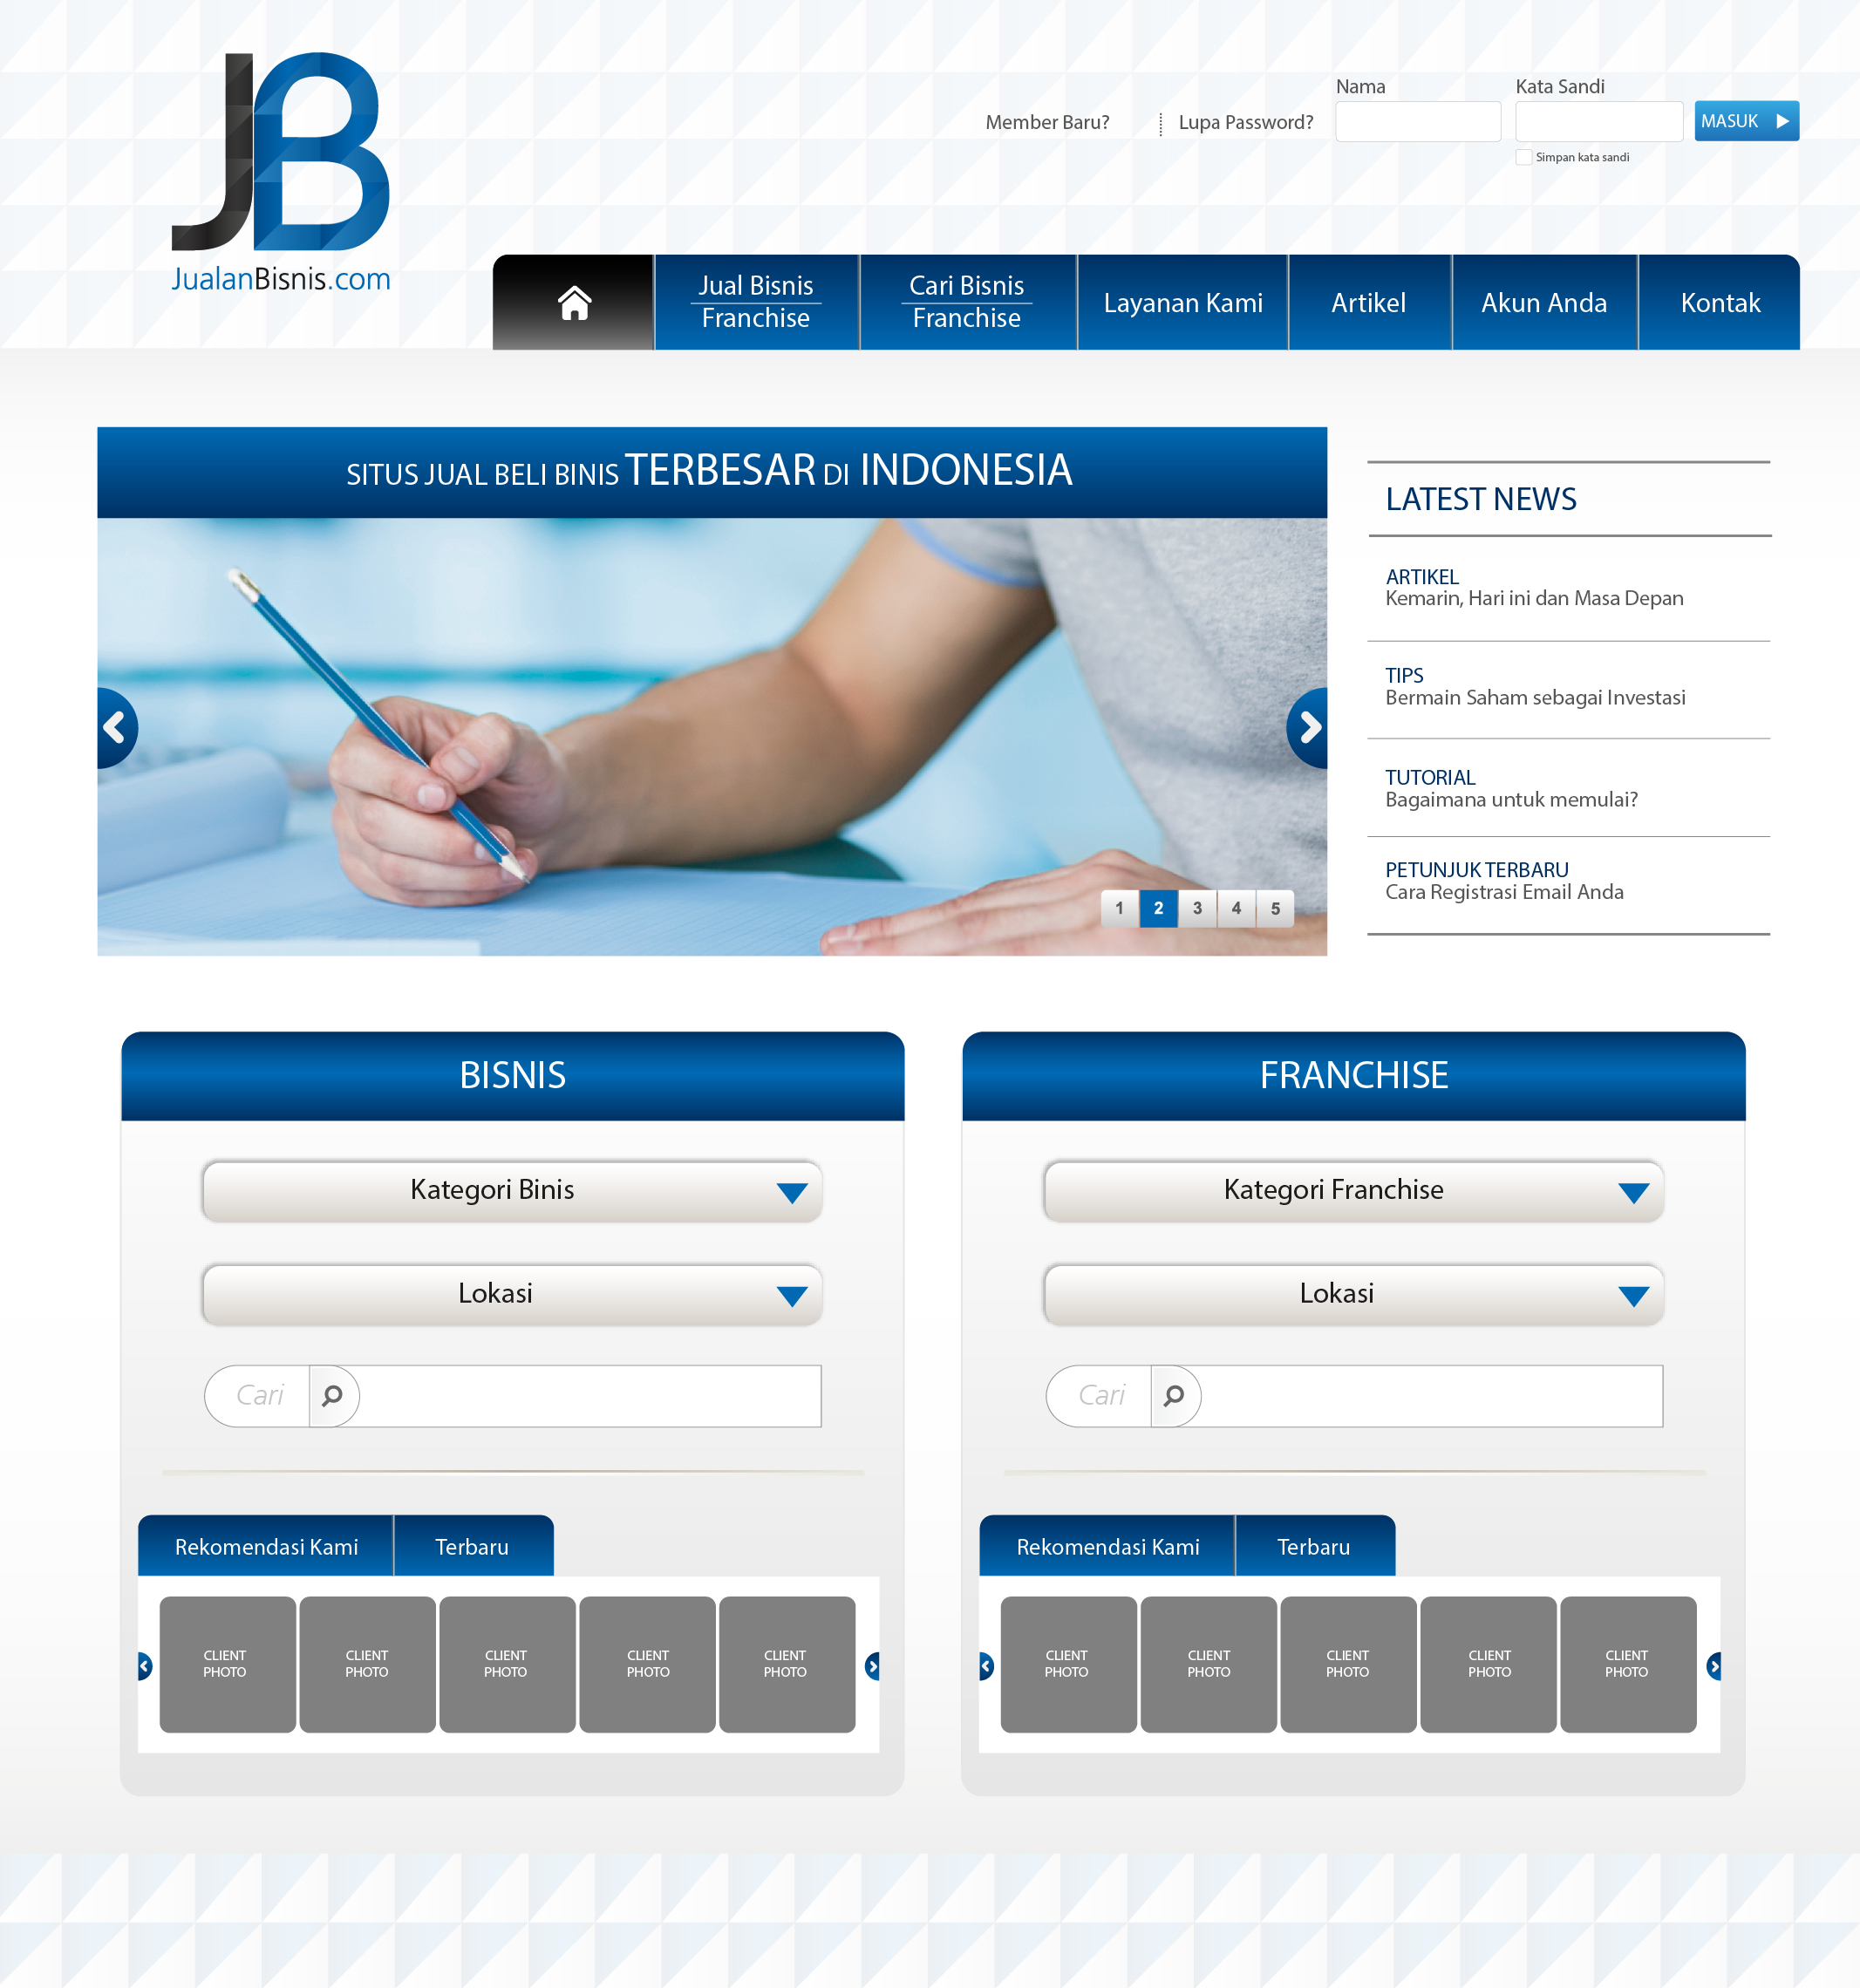 JB
JualanBisnis.com
Nama
Kata Sandi
Member Baru?
Lupa Password?
MASUK
Simpan kata sandi
Jual Bisnis
Franchise
Cari Bisnis
Franchise
Layanan Kami
Artikel
Akun Anda
Kontak
SITUS JUAL BELI BINIS TERBESAR DI INDONESIA
1 2 3 4 5
LATEST NEWS
ARTIKEL
Kemarin, Hari ini dan Masa Depan
TIPS
Bermain Saham sebagai Investasi
TUTORIAL
Bagaimana untuk memulai?
PETUNJUK TERBARU
Cara Registrasi Email Anda
BISNIS
Kategori Binis
Lokasi
Cari
Rekomendasi Kami
Terbaru
CLIENT
PHOTO
CLIENT
PHOTO
CLIENT
PHOTO
CLIENT
PHOTO
CLIENT
PHOTO
FRANCHISE
Kategori Franchise
Lokasi
Cari
Rekomendasi Kami
Terbaru
CLIENT
PHOTO
CLIENT
PHOTO
CLIENT
PHOTO
CLIENT
PHOTO
CLIENT
PHOTO